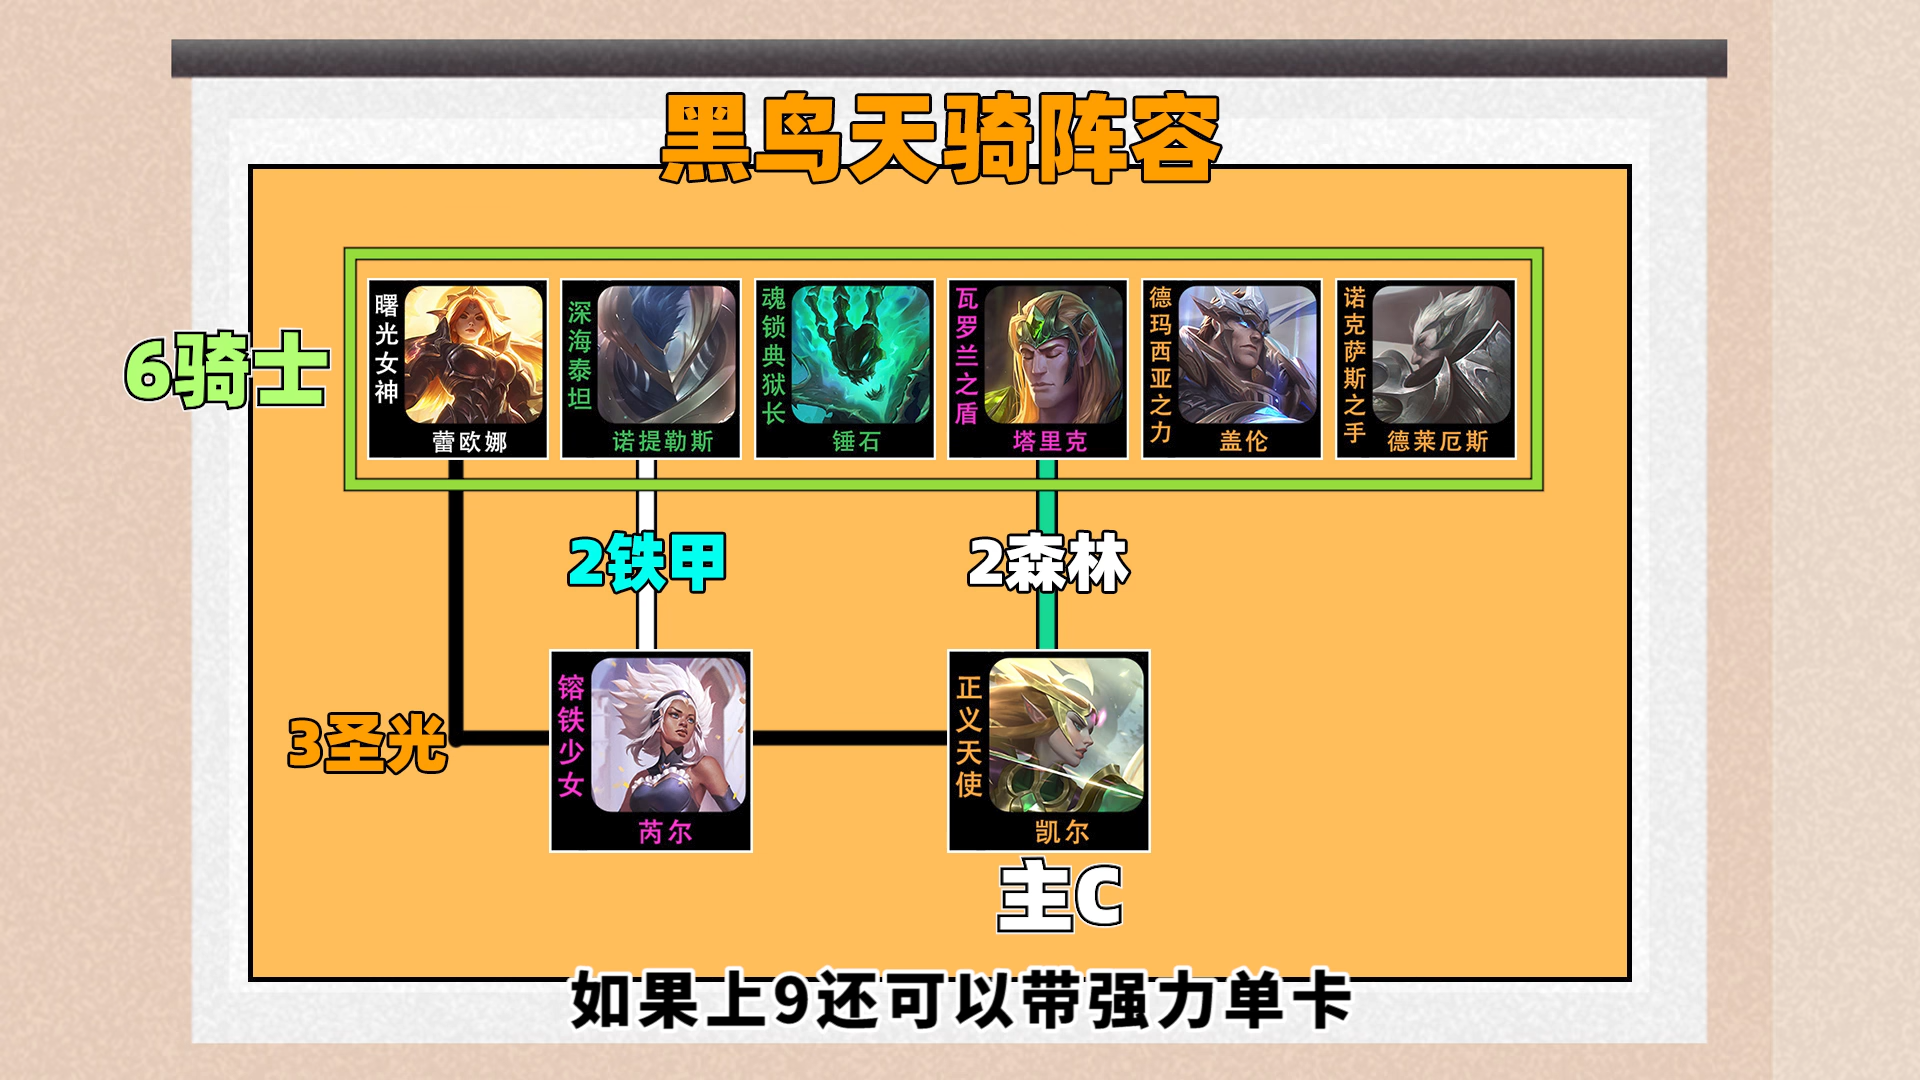 黑鸟天骑阵容
6骑士
曙光女神
蕾欧娜
深海泰坦
诺提勒斯
魂锁典狱长
锤石
瓦罗兰之盾
塔里克
德玛西亚之力
盖伦
诺克萨斯之手
德莱厄斯
2铁甲
2森林
3圣光
镕铁少女
芮尔
正义天使
凯尔
主C
如果上9还可以带强力单卡